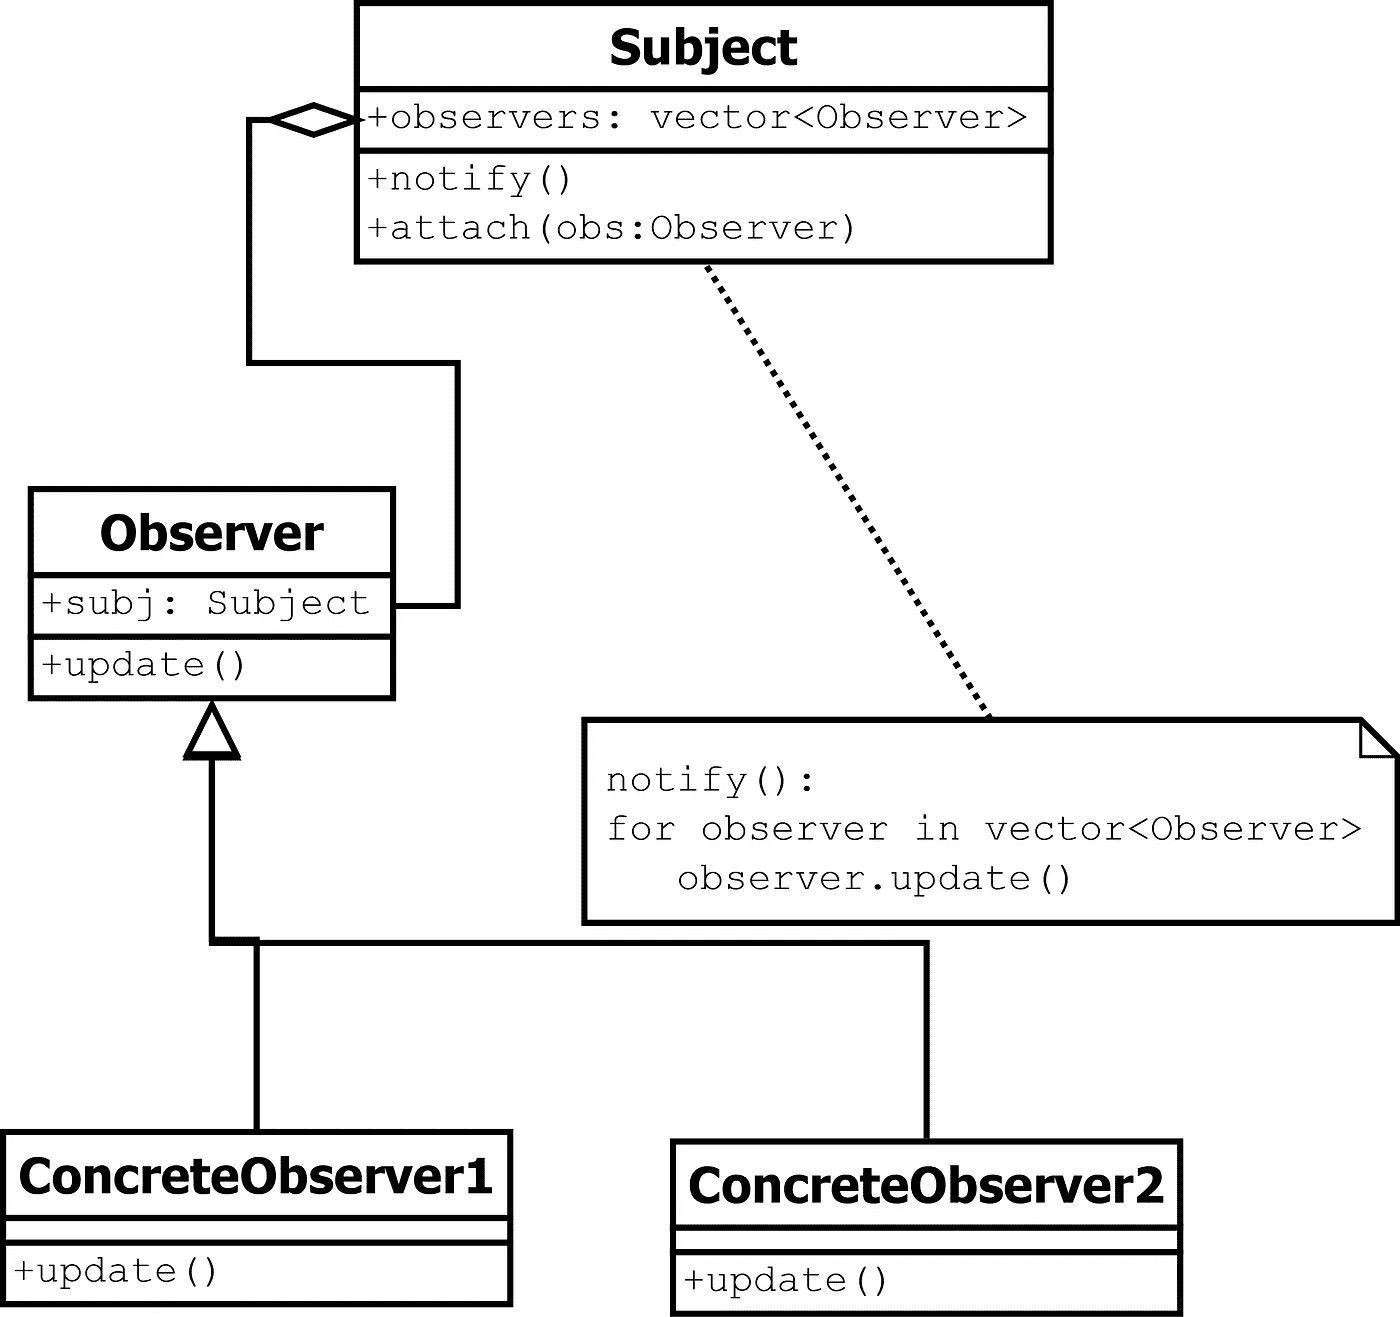 Subject
+observers: vector<Observer>
+notify()
+attach(obs:Observer)
Observer
+subj: Subject
+update()
notify():
for observer in vector<Observer>
   observer.update()
ConcreteObserver1
+update()
ConcreteObserver2
+update()